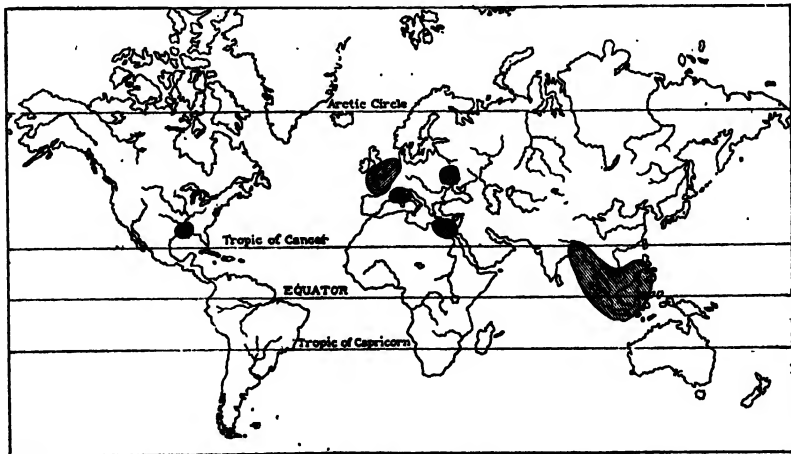 Arctic Circle
Tropic of Cancer
EQUATOR
Tropic of Capricorn